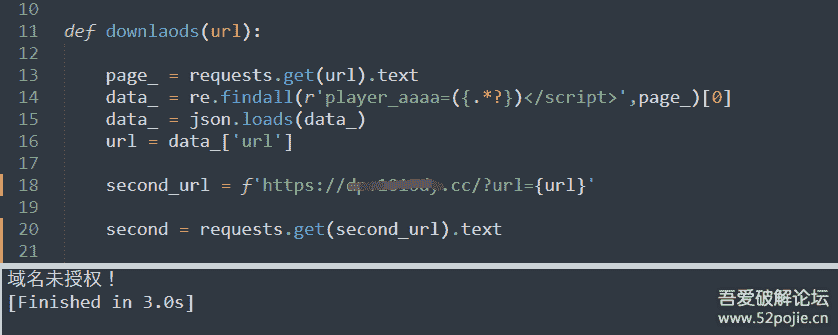 10
11 def downlaods(url):
12
13 page_ = requests.get(url).text
14 data_ = re.findall(r'player_aaaa=({.*?})</script>',page_)[0]
15 data_ = json.loads(data_)
16 url = data_['url']
17
18 second_url = f'https:// .cc/?url={url}'
19
20 second = requests.get(second_url).text
21
域名未授权！
[Finished in 3.0s]
吾爱破解论坛
www.52pojie.cn